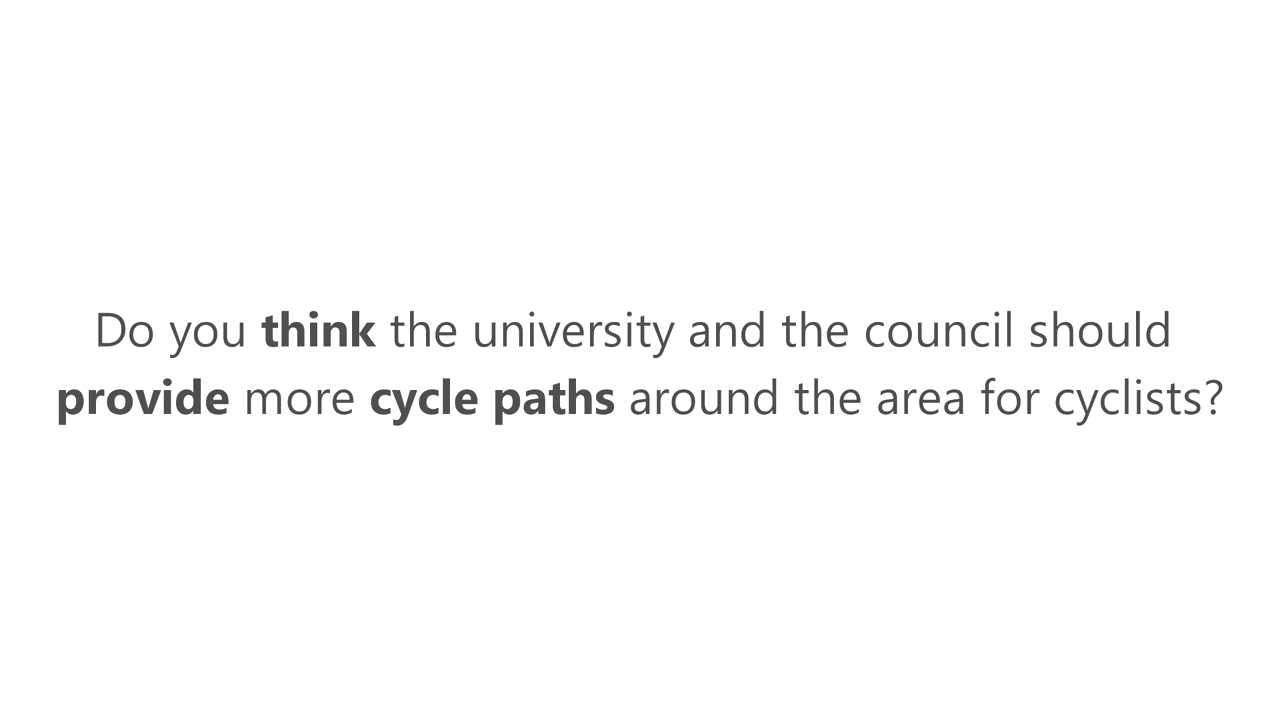 Do you think the university and the council should
provide more cycle paths around the area for cyclists?